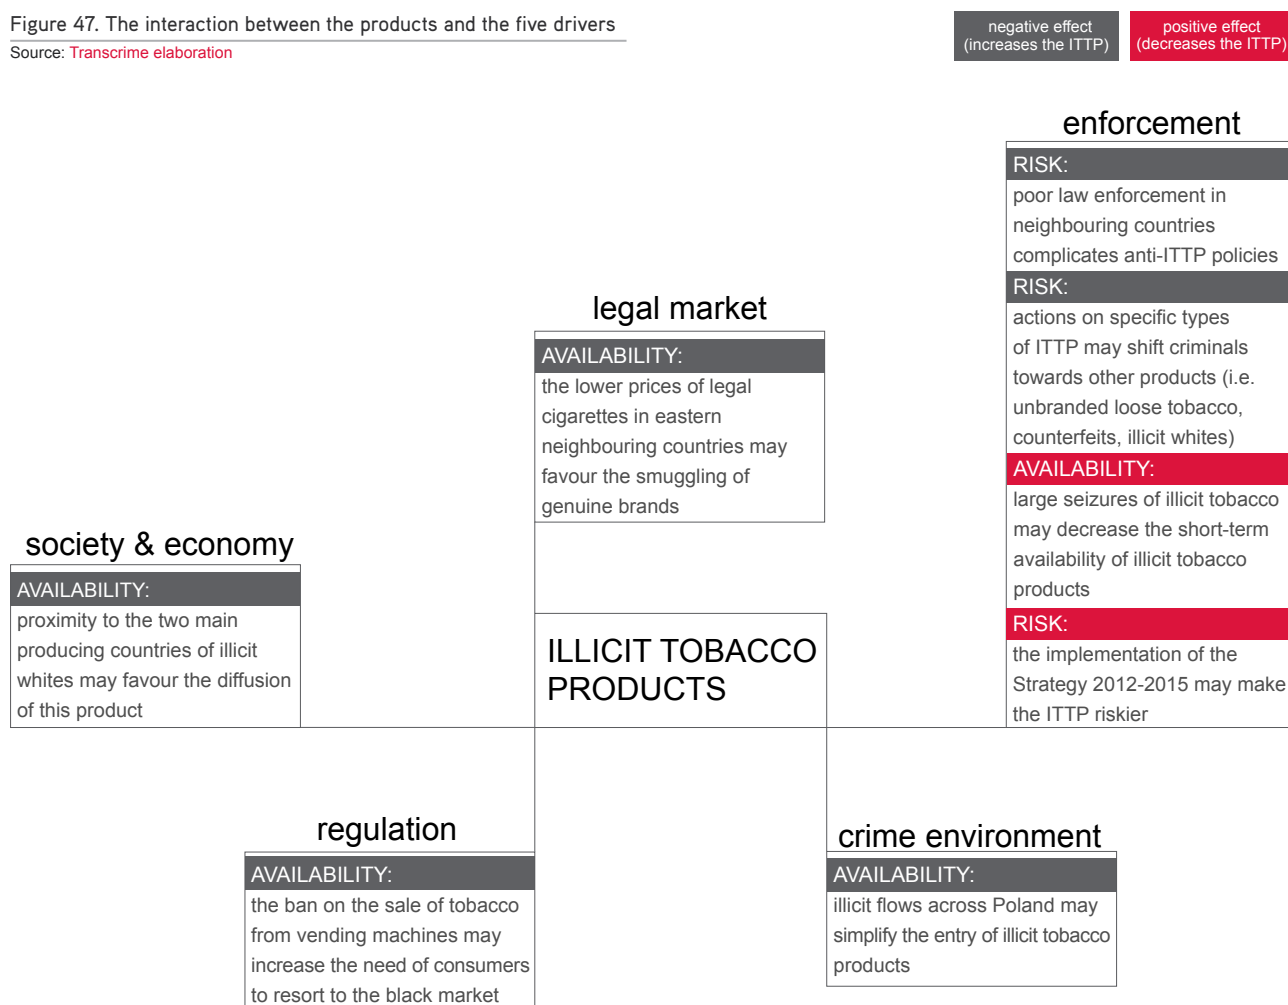 Figure 47. The interaction between the products and the five drivers
Source: Transcrime elaboration
negative effect
(increases the ITTP)
positive effect
(decreases the ITTP)
enforcement
RISK:
poor law enforcement in
neighbouring countries
complicates anti-ITTP policies
RISK:
actions on specific types
of ITTP may shift criminals
towards other products (i.e.
unbranded loose tobacco,
counterfeits, illicit whites)
AVAILABILITY:
large seizures of illicit tobacco
may decrease the short-term
availability of illicit tobacco
products
RISK:
the implementation of the
Strategy 2012-2015 may make
the ITTP riskier
legal market
AVAILABILITY:
the lower prices of legal
cigarettes in eastern
neighbouring countries may
favour the smuggling of
genuine brands
society & economy
AVAILABILITY:
proximity to the two main
producing countries of illicit
whites may favour the diffusion
of this product
ILLICIT TOBACCO
PRODUCTS
regulation
AVAILABILITY:
the ban on the sale of tobacco
from vending machines may
increase the need of consumers
to resort to the black market
crime environment
AVAILABILITY:
illicit flows across Poland may
simplify the entry of illicit tobacco
products